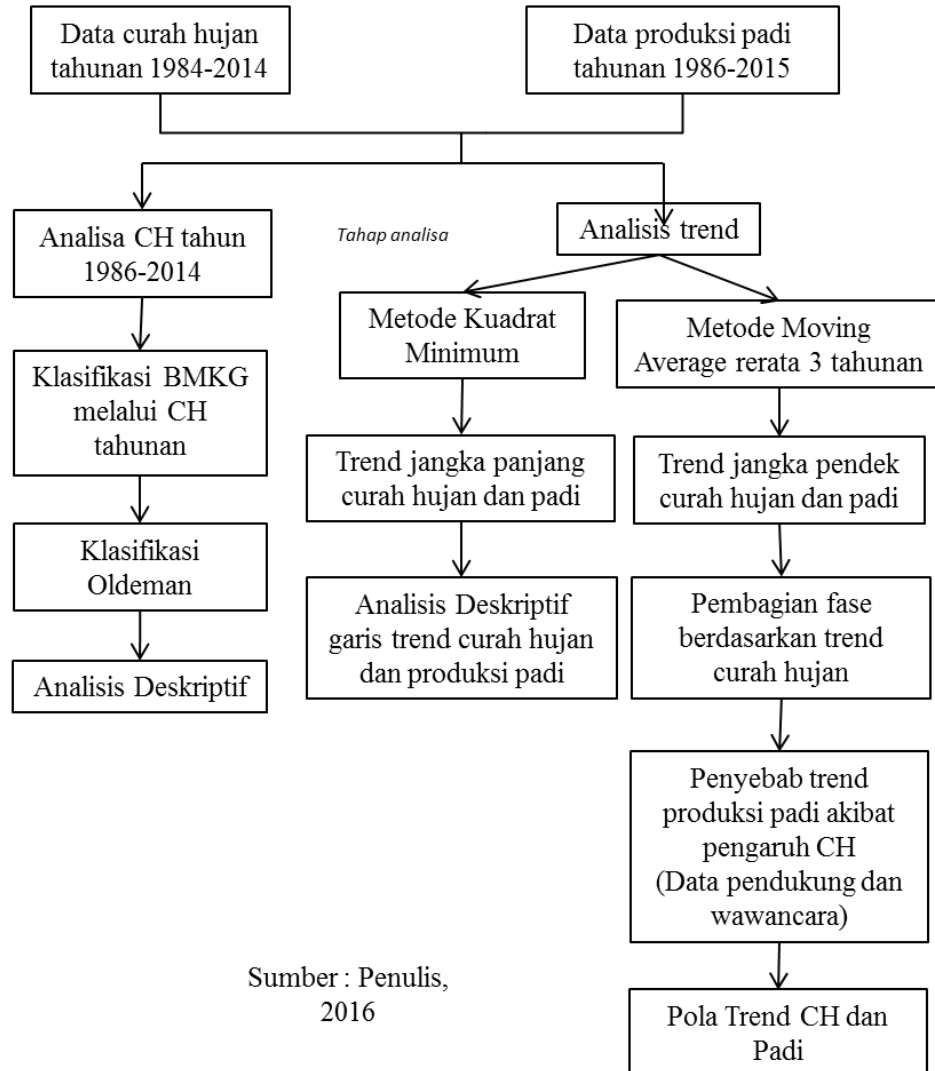 Data curah hujan
tahunan 1984-2014
Data produksi padi
tahunan 1986-2015
Analisa CH tahun
1986-2014
Tahap analisa
Analisis trend
Metode Kuadrat
Minimum
Metode Moving
Average rerata 3 tahunan
Klasifikasi BMKG
melalui CH
tahunan
Trend jangka panjang
curah hujan dan padi
Trend jangka pendek
curah hujan dan padi
Klasifikasi
Oldeman
Analisis Deskriptif
garis trend curah hujan
dan produksi padi
Pembagian fase
berdasarkan trend
curah hujan
Analisis Deskriptif
Penyebab trend
produksi padi akibat
pengaruh CH
(Data pendukung dan
wawancara)
Sumber : Penulis,
2016
Pola Trend CH dan
Padi